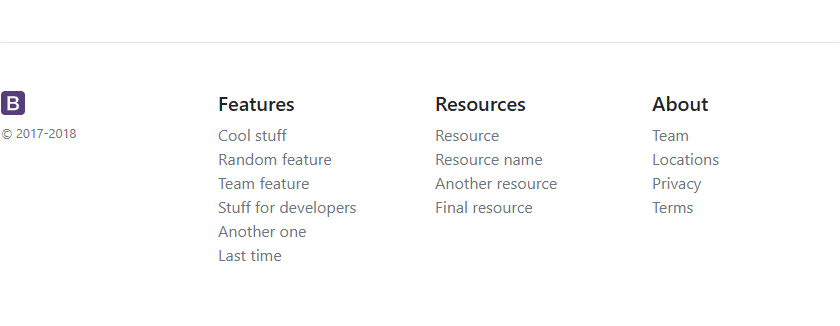 B
© 2017-2018
Features
Cool stuff
Random feature
Team feature
Stuff for developers
Another one
Last time
Resources
Resource
Resource name
Another resource
Final resource
About
Team
Locations
Privacy
Terms